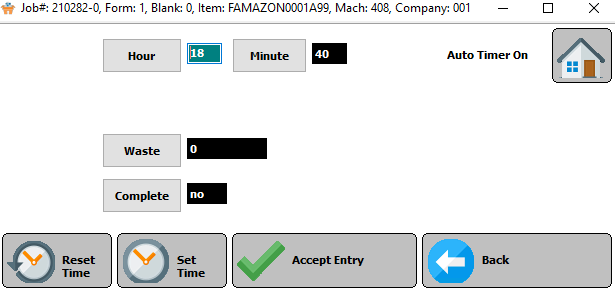 Job#: 210282-0, Form: 1, Blank: 0, Item: FAMAZON0001A99, Mach: 408, Company: 001
Hour 18 Minute 40 Auto Timer On
Waste 0
Complete no
Reset Time
Set Time
Accept Entry
Back